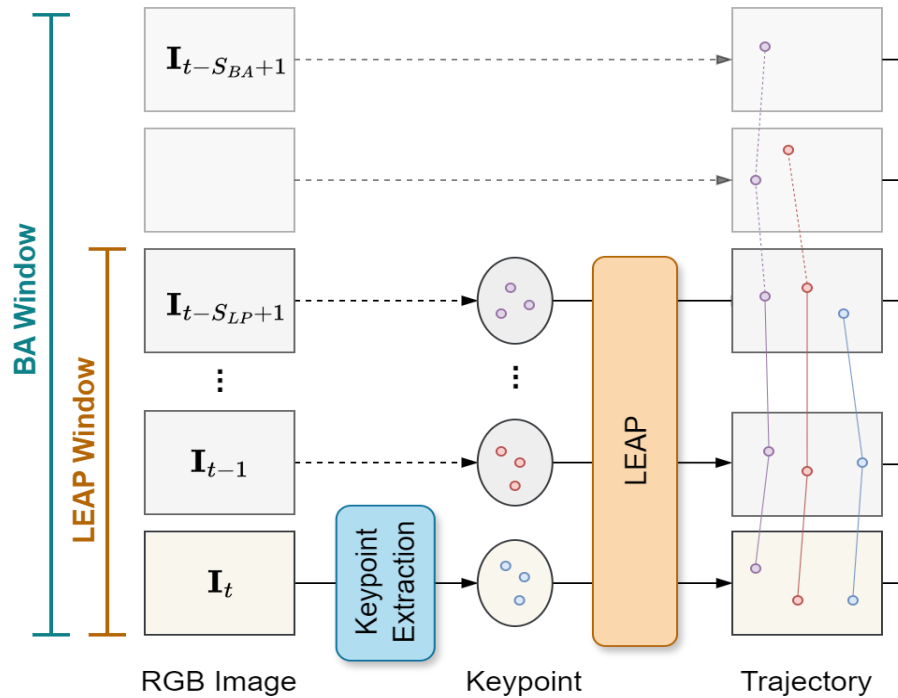 BA Window
LEAP Window
I_{t-S_{BA}+1}
I_{t-S_{LP}+1}
⋮
⋮
I_{t-1}
I_t
Keypoint
Extraction
LEAP
RGB Image
Keypoint
Trajectory